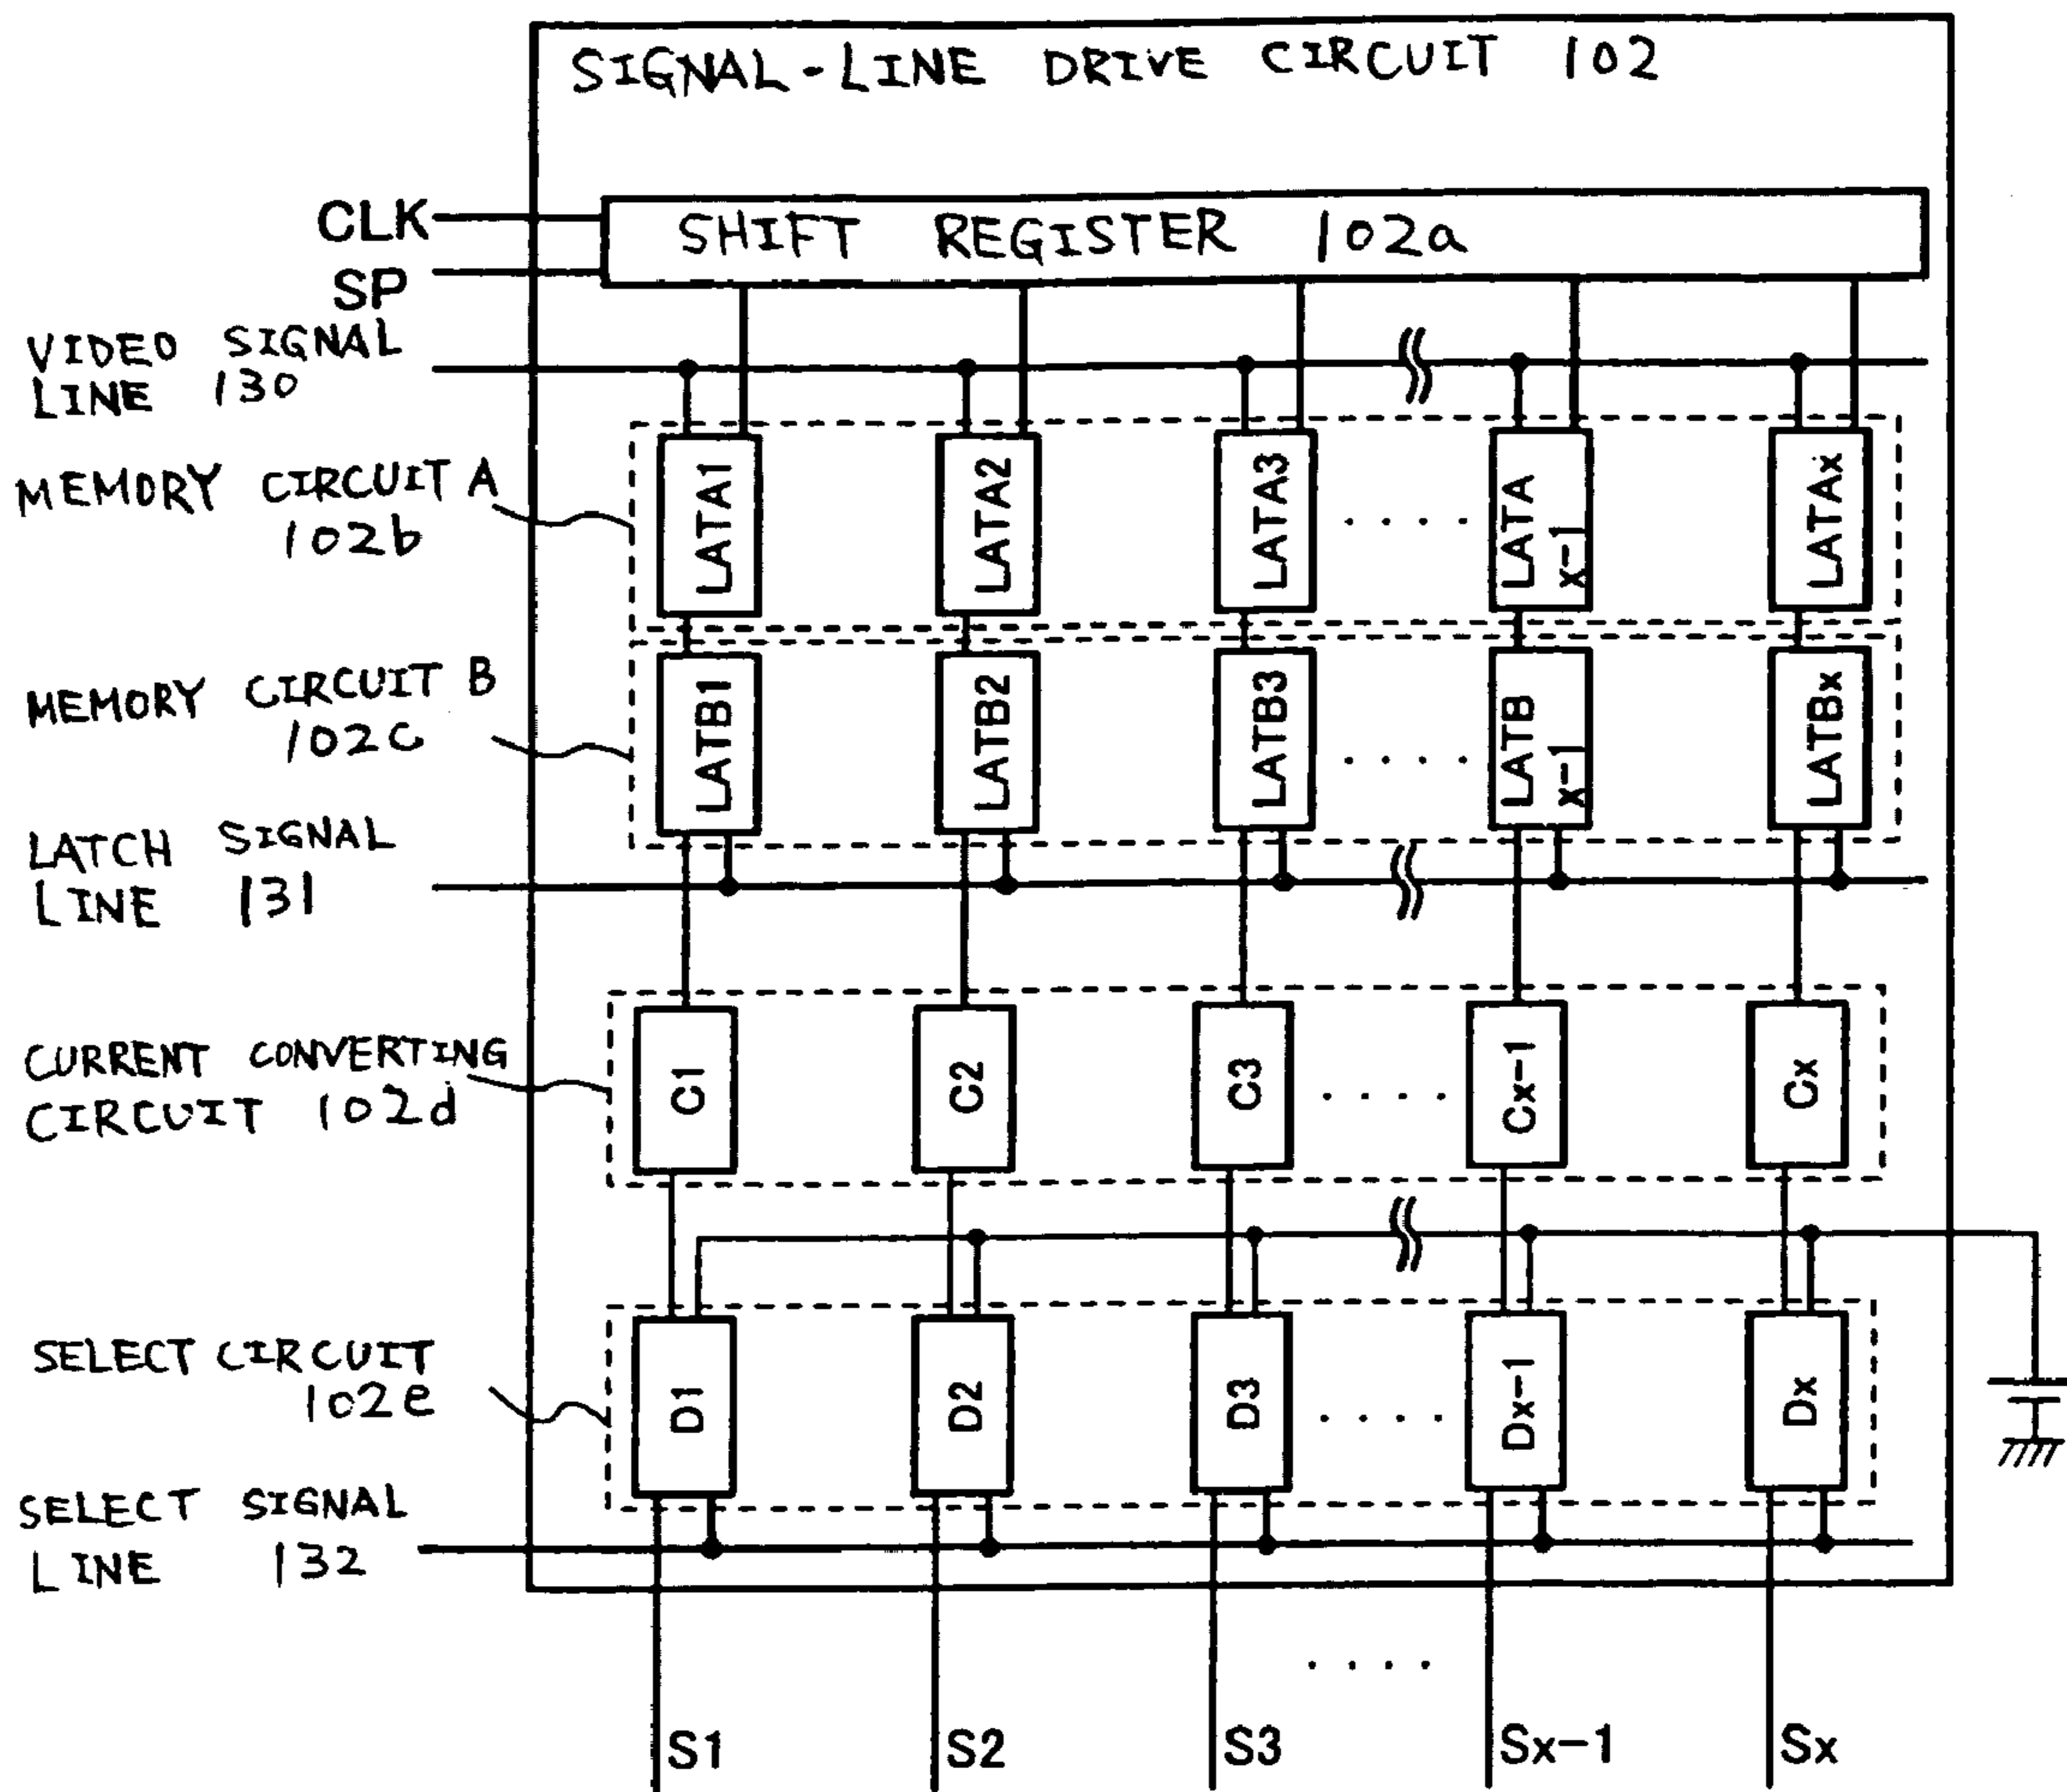 SIGNAL-LINE DRIVE CIRCUIT 102
CLK
SHIFT REGISTER 102a
SP
VIDEO SIGNAL
LINE 130
MEMORY CIRCUIT A
102b
LATA1
LATA2
LATA3
....
LATA
x-1
LATAx
MEMORY CIRCUIT B
102c
LATB1
LATB2
LATB3
....
LATB
x-1
LATBx
LATCH SIGNAL
LINE 131
CURRENT CONVERTING
CIRCUIT 102d
C1
C2
C3
....
Cx-1
Cx
SELECT CIRCUIT
102e
D1
D2
D3
....
Dx-1
Dx
SELECT SIGNAL
LINE 132
....
S1
S2
S3
Sx-1
Sx